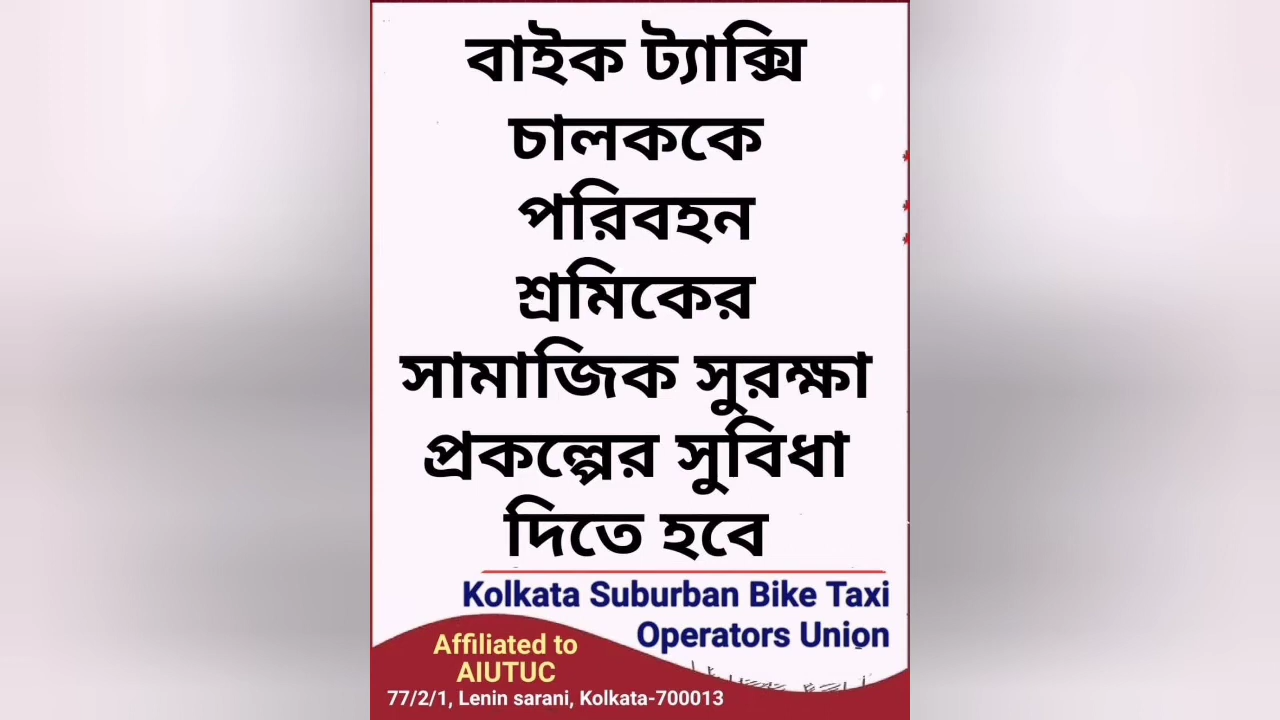 বাইক ট্যাক্সি
চালককে
পরিবহন
শ্রমিকের
সামাজিক সুরক্ষা
প্রকল্পের সুবিধা
দিতে হবে
Kolkata Suburban Bike Taxi
Operators Union
Affiliated to
AIUTUC
77/2/1, Lenin sarani, Kolkata-700013